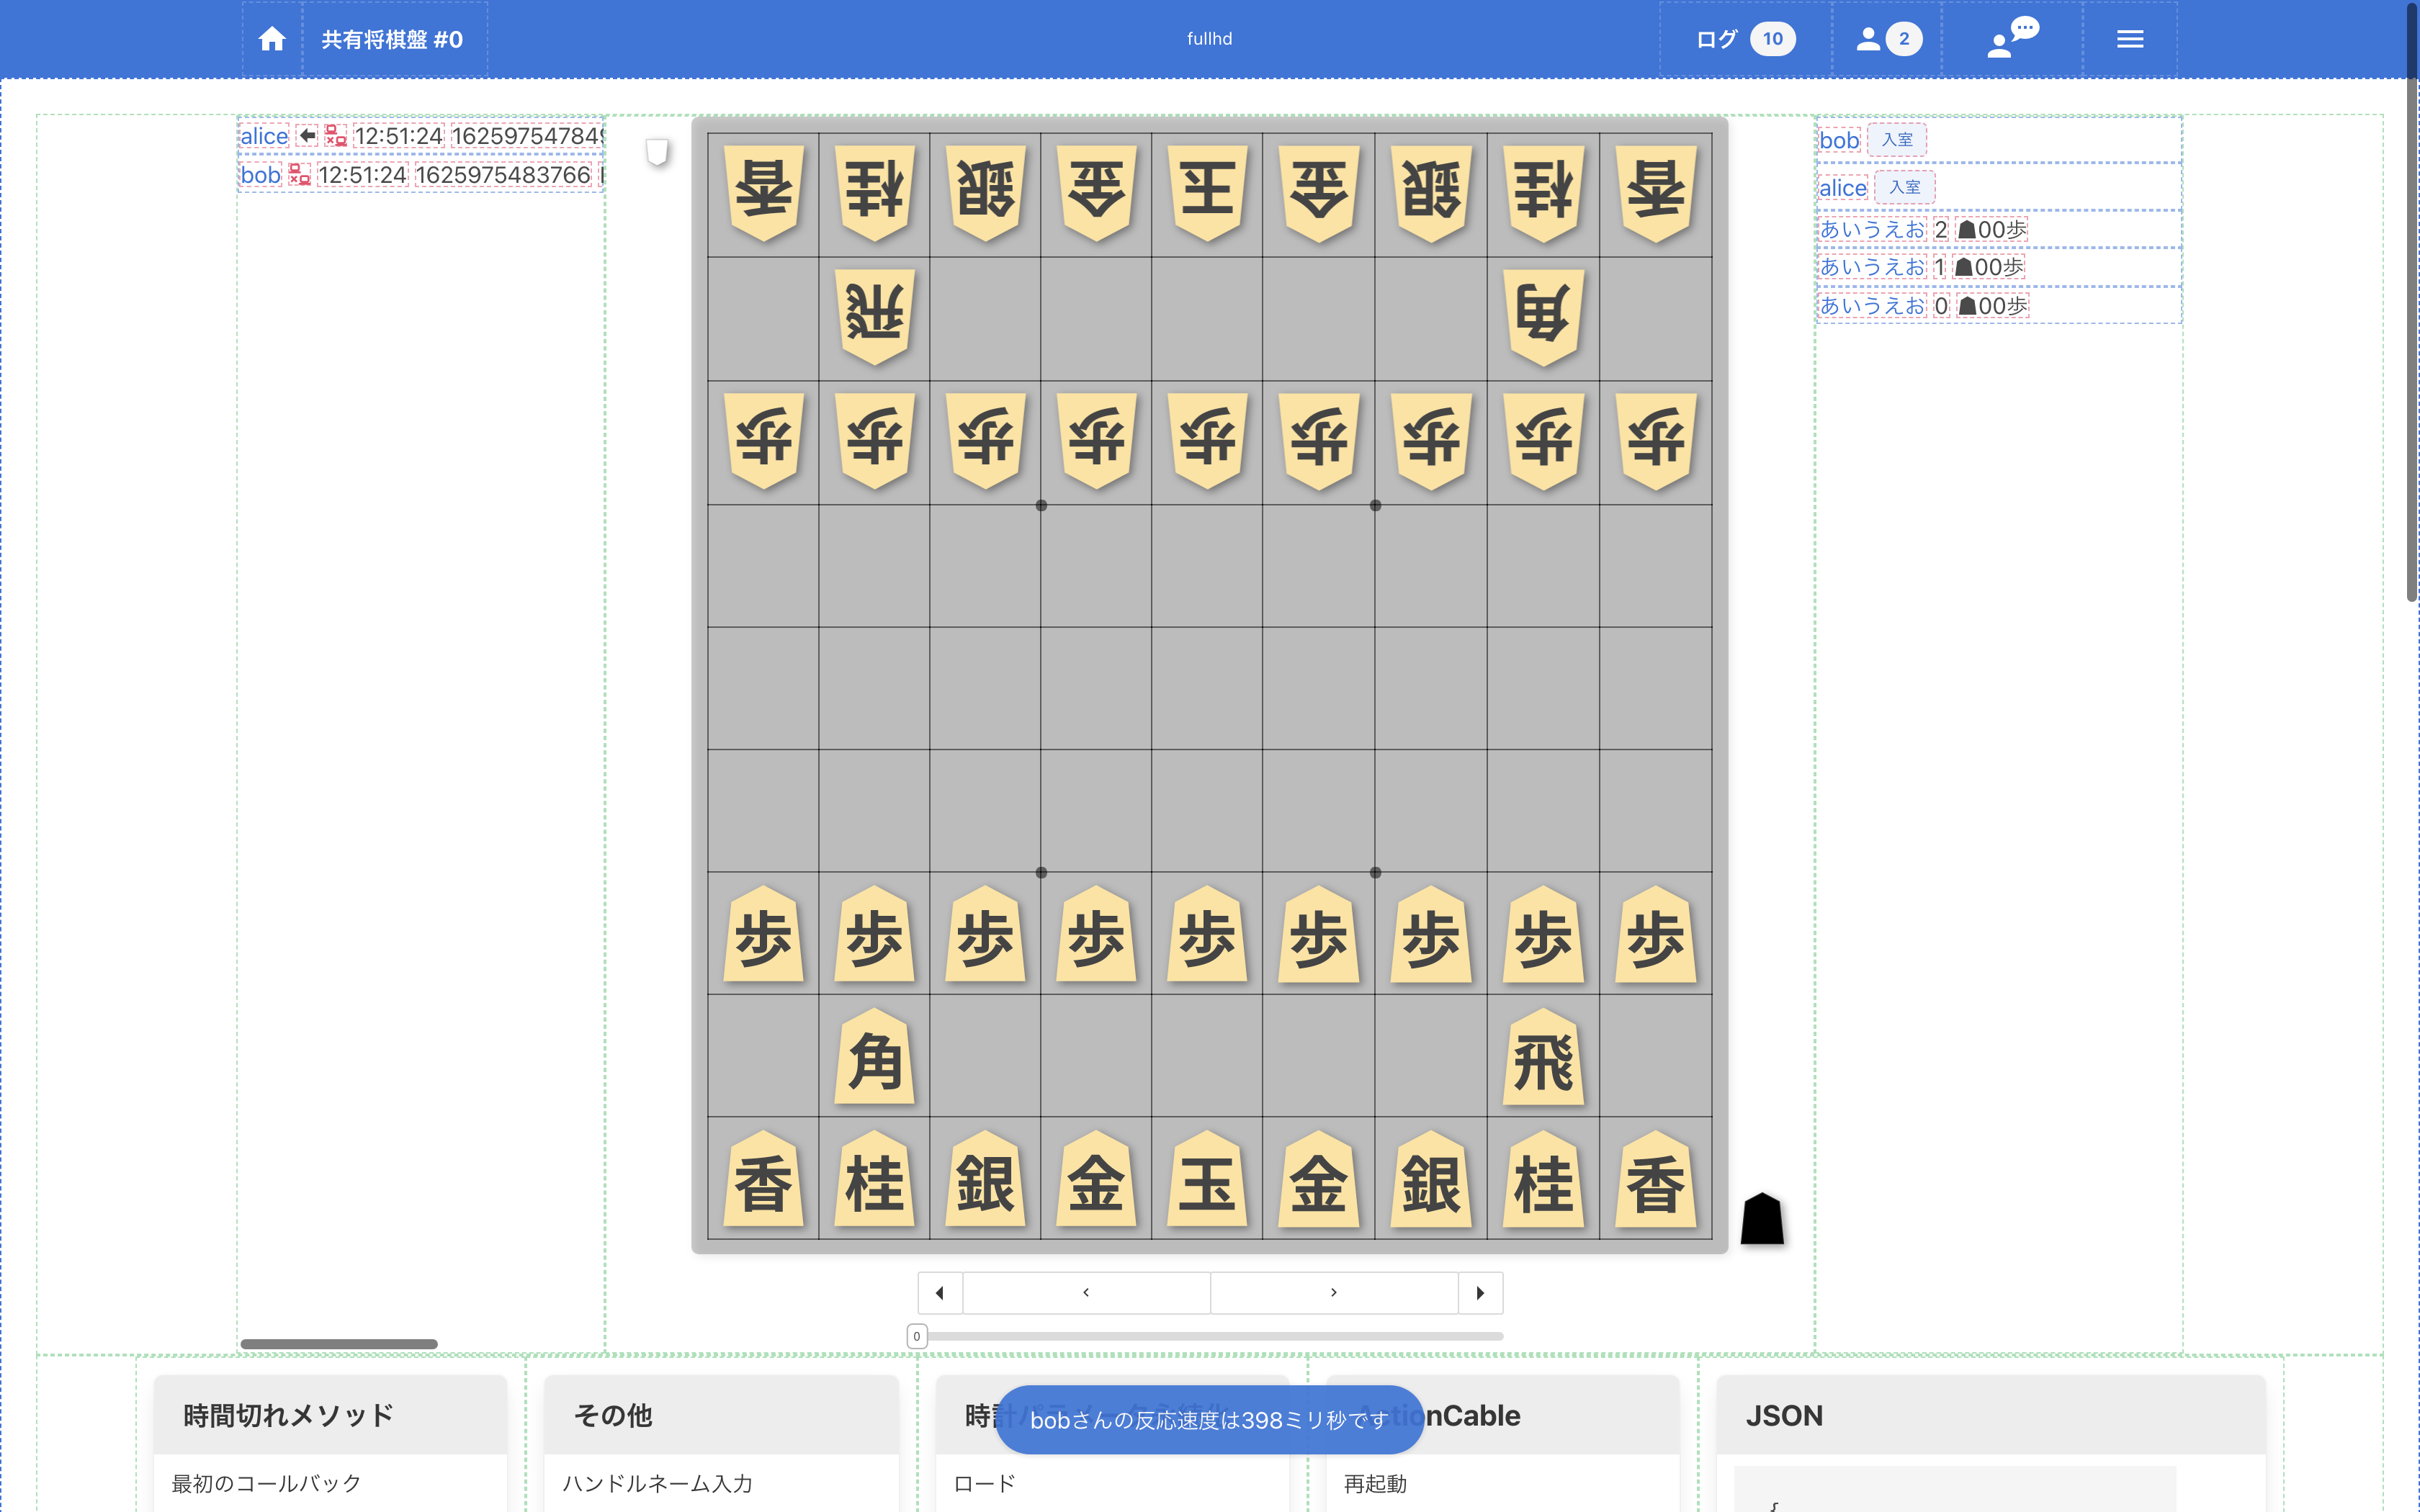 共有将棋盤 #0
fullhd
ログ 10
2
alice 12:51:24 162597547849
bob 12:51:24 1625975483766
bob 入室
alice 入室
あいうえお 2 ☗00歩
あいうえお 1 ☗00歩
あいうえお 0 ☗00歩
香 桂 銀 金 玉 金 銀 桂 香
飛 角
歩 歩 歩 歩 歩 歩 歩 歩 歩
歩 歩 歩 歩 歩 歩 歩 歩 歩
角 飛
香 桂 銀 金 玉 金 銀 桂 香
0
時間切れメソッド
その他
bobさんの反応速度は398ミリ秒です
JSON
最初のコールバック
ハンドルネーム入力
ロード
再起動
{